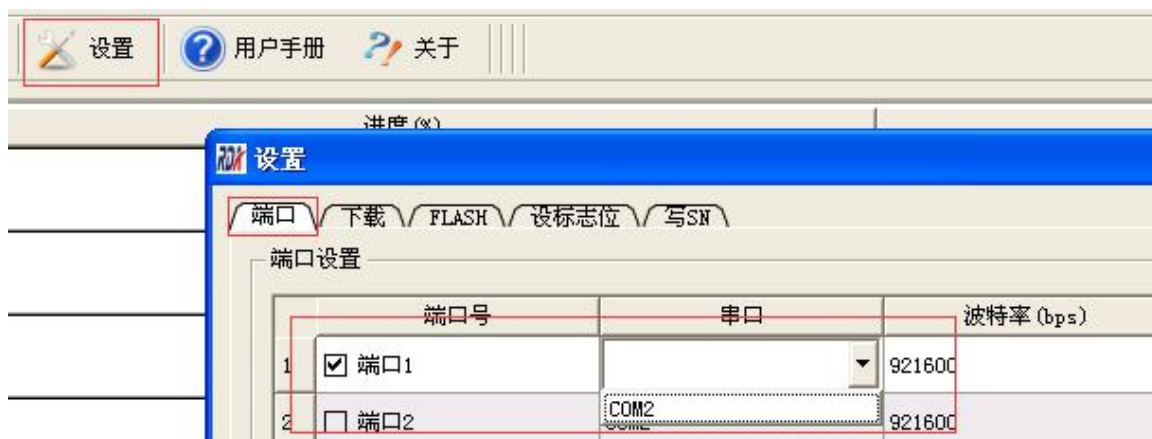 设置 用户手册 关于
进度(%)
RDA 设置
端口 下载 FLASH 设标志位 写SN
端口设置
端口号 串口 波特率(bps)
1 端口1 921600
COM2
2 端口2 921600